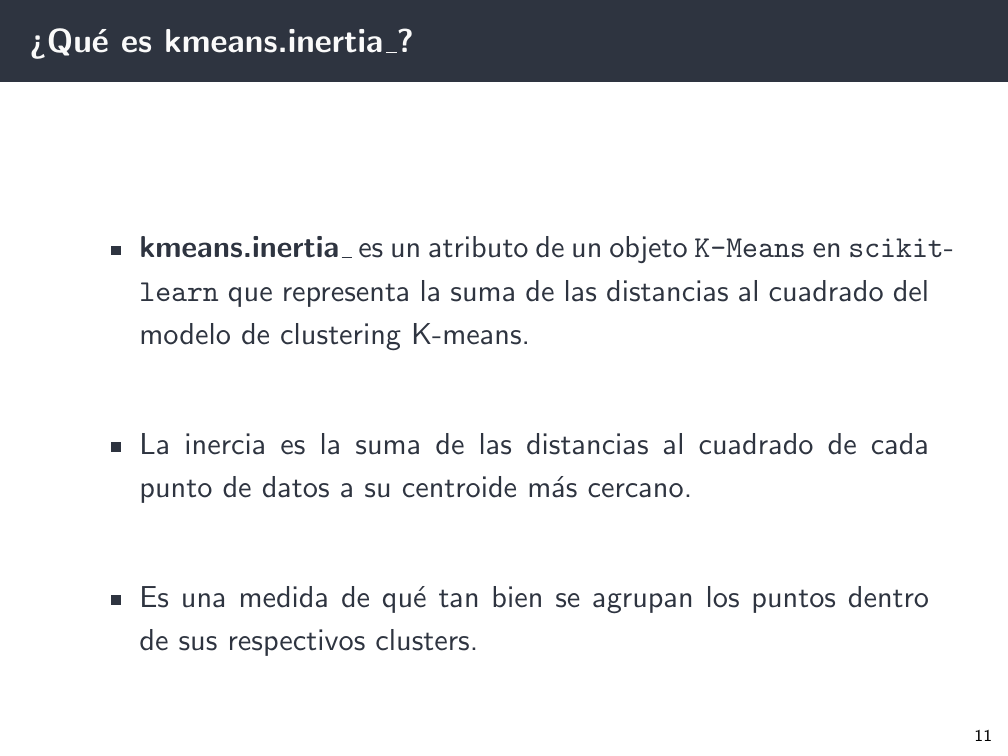 ¿Qué es kmeans.inertia_?
▪ kmeans.inertia_ es un atributo de un objeto K-Means en scikit-
learn que representa la suma de las distancias al cuadrado del
modelo de clustering K-means.
▪ La inercia es la suma de las distancias al cuadrado de cada
punto de datos a su centroide más cercano.
▪ Es una medida de qué tan bien se agrupan los puntos dentro
de sus respectivos clusters.
11